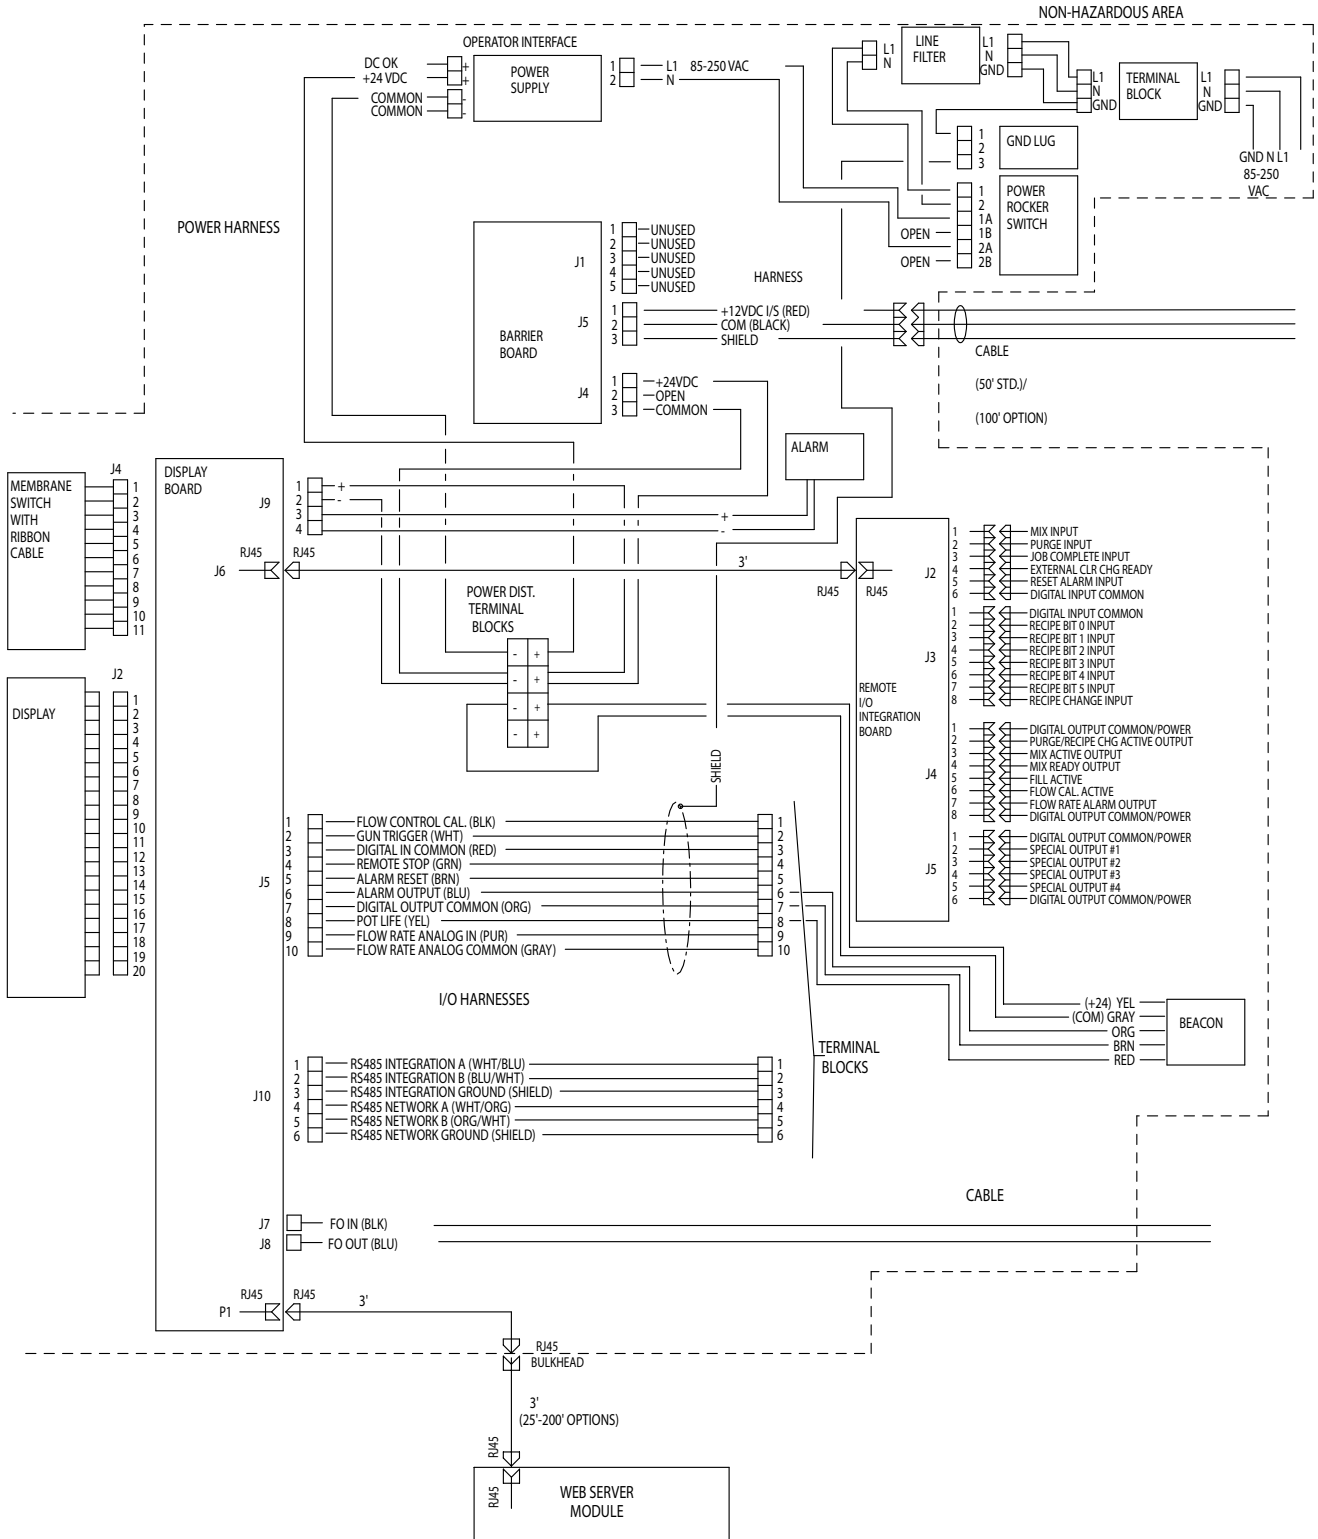 NON-HAZARDOUS AREA
OPERATOR INTERFACE
DC OK
+24 VDC
COMMON
COMMON
+
+
-
-
POWER
SUPPLY
1
2
L1 85-250 VAC
N
L1
N
LINE
FILTER
L1
N
GND
L1
N
GND
TERMINAL
BLOCK
L1
N
GND
GND N L1
85-250
VAC
1
2
3
GND LUG
1
2
1A
1B
2A
2B
OPEN
OPEN
POWER
ROCKER
SWITCH
POWER HARNESS
BARRIER
BOARD
J1
1 UNUSED
2 UNUSED
3 UNUSED
4 UNUSED
5 UNUSED
HARNESS
J5
1 +12VDC I/S (RED)
2 COM (BLACK)
3 SHIELD
CABLE
(50' STD.)/
(100' OPTION)
J4
1 +24VDC
2 OPEN
3 COMMON
ALARM
MEMBRANE
SWITCH
WITH
RIBBON
CABLE
J4
1
2
3
4
5
6
7
8
9
10
11
DISPLAY
BOARD
J9
1 +
2 -
3 +
4 -
J6
RJ45
RJ45
3'
RJ45
RJ45
POWER DIST.
TERMINAL
BLOCKS
- +
- +
- +
- +
REMOTE
I/O
INTEGRATION
BOARD
J2
1 MIX INPUT
2 PURGE INPUT
3 JOB COMPLETE INPUT
4 EXTERNAL CLR CHG READY
5 RESET ALARM INPUT
6 DIGITAL INPUT COMMON
J3
1 DIGITAL INPUT COMMON
2 RECIPE BIT 0 INPUT
3 RECIPE BIT 1 INPUT
4 RECIPE BIT 2 INPUT
5 RECIPE BIT 3 INPUT
6 RECIPE BIT 4 INPUT
7 RECIPE BIT 5 INPUT
8 RECIPE CHANGE INPUT
J4
1 DIGITAL OUTPUT COMMON/POWER
2 PURGE/RECIPE CHG ACTIVE OUTPUT
3 MIX ACTIVE OUTPUT
4 MIX READY OUTPUT
5 FILL ACTIVE
6 FLOW CAL. ACTIVE
7 FLOW RATE ALARM OUTPUT
8 DIGITAL OUTPUT COMMON/POWER
J5
1 DIGITAL OUTPUT COMMON/POWER
2 SPECIAL OUTPUT #1
3 SPECIAL OUTPUT #2
4 SPECIAL OUTPUT #3
5 SPECIAL OUTPUT #4
6 DIGITAL OUTPUT COMMON/POWER
DISPLAY
J2
1
2
3
4
5
6
7
8
9
10
11
12
13
14
15
16
17
18
19
20
SHIELD
J5
1 FLOW CONTROL CAL. (BLK) 1
2 GUN TRIGGER (WHT) 2
3 DIGITAL IN COMMON (RED) 3
4 REMOTE STOP (GRN) 4
5 ALARM RESET (BRN) 5
6 ALARM OUTPUT (BLU) 6
7 DIGITAL OUTPUT COMMON (ORG) 7
8 POT LIFE (YEL) 8
9 FLOW RATE ANALOG IN (PUR) 9
10 FLOW RATE ANALOG COMMON (GRAY) 10
I/O HARNESSES
(+24) YEL
(COM) GRAY
ORG
BRN
RED
BEACON
TERMINAL
BLOCKS
J10
1 RS485 INTEGRATION A (WHT/BLU) 1
2 RS485 INTEGRATION B (BLU/WHT) 2
3 RS485 INTEGRATION GROUND (SHIELD) 3
4 RS485 NETWORK A (WHT/ORG) 4
5 RS485 NETWORK B (ORG/WHT) 5
6 RS485 NETWORK GROUND (SHIELD) 6
CABLE
J7 FO IN (BLK)
J8 FO OUT (BLU)
P1
RJ45
RJ45
3'
RJ45
BULKHEAD
3'
(25'-200' OPTIONS)
RJ45
RJ45
WEB SERVER
MODULE